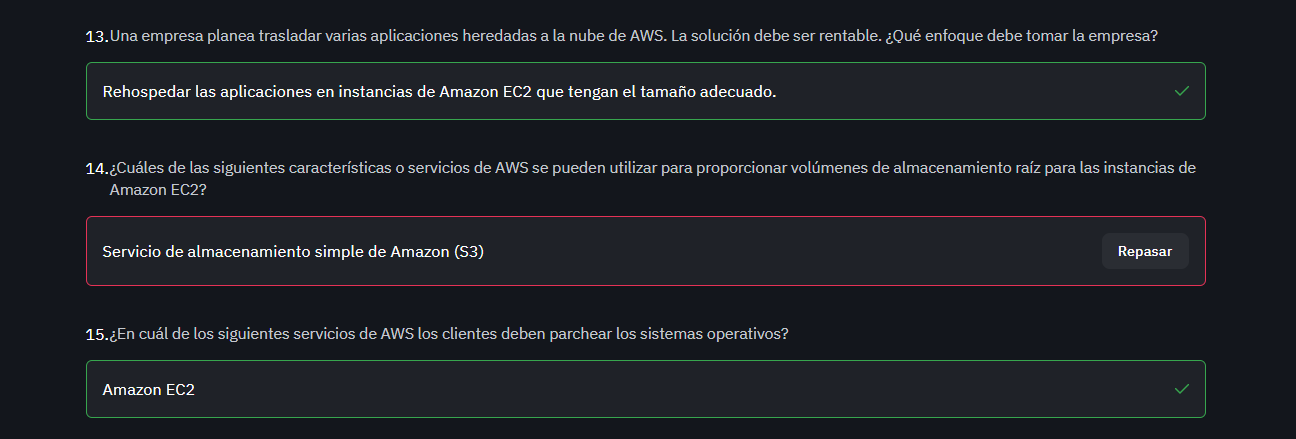 13.Una empresa planea trasladar varias aplicaciones heredadas a la nube de AWS. La solución debe ser rentable. ¿Qué enfoque debe tomar la empresa?
Rehospedar las aplicaciones en instancias de Amazon EC2 que tengan el tamaño adecuado.
14.¿Cuáles de las siguientes características o servicios de AWS se pueden utilizar para proporcionar volúmenes de almacenamiento raíz para las instancias de
Amazon EC2?
Servicio de almacenamiento simple de Amazon (S3)
Repasar
15.¿En cuál de los siguientes servicios de AWS los clientes deben parchear los sistemas operativos?
Amazon EC2